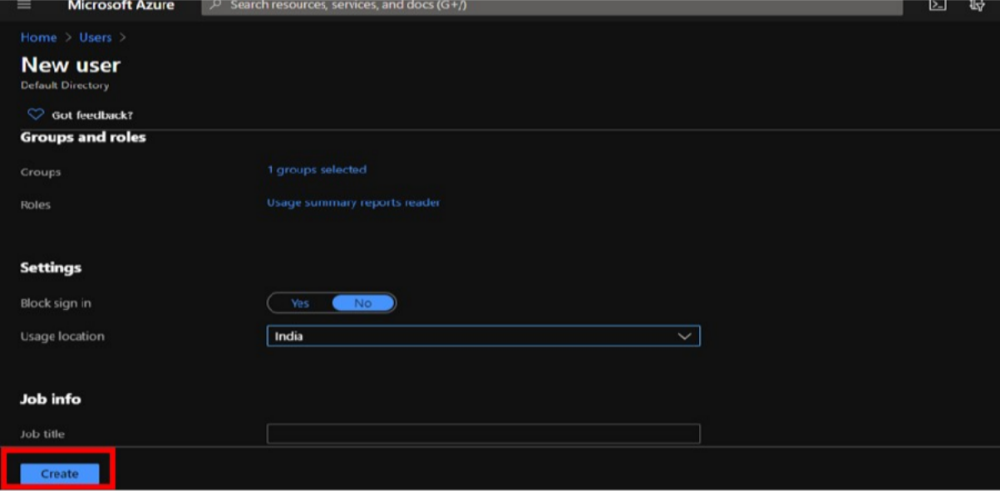 Microsoft Azure
Search resources, services, and docs (G+/)
Home > Users >
New user
Default Directory
Got feedback?
Groups and roles
Groups 1 groups selected
Roles Usage summary reports reader
Settings
Block sign in Yes No
Usage location India
Job info
Job title
Create